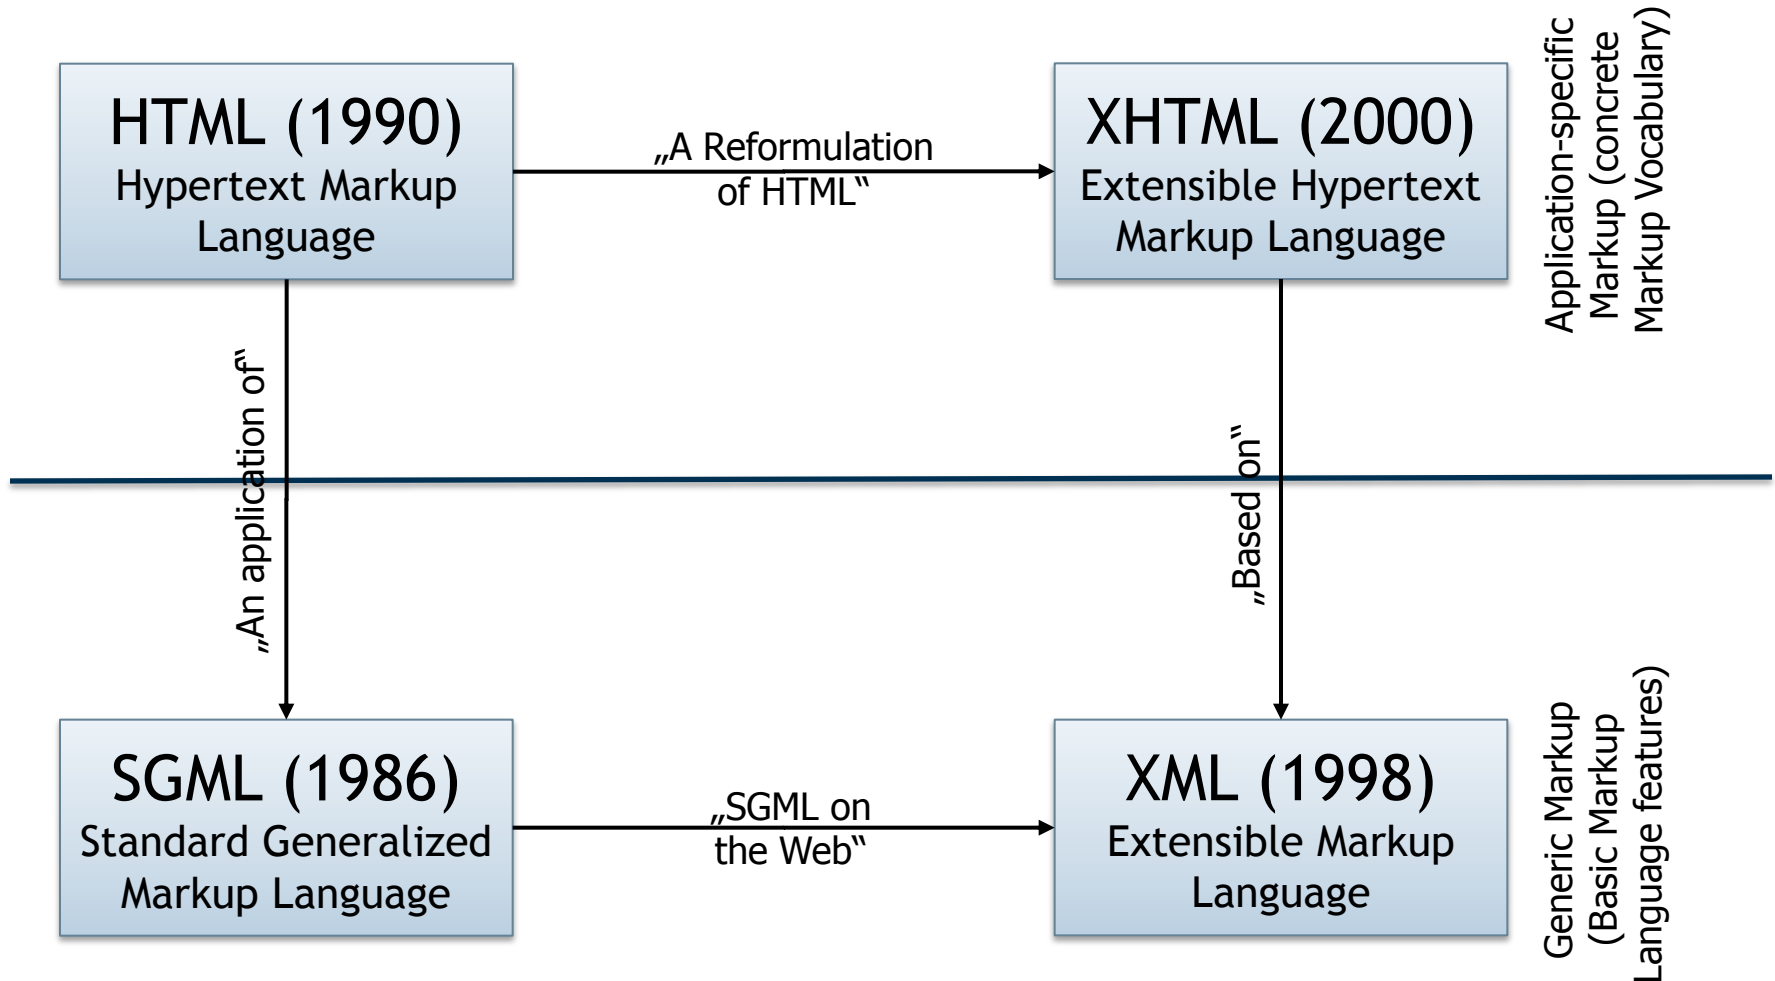 HTML (1990)
Hypertext Markup
Language
„A Reformulation
of HTML“
XHTML (2000)
Extensible Hypertext
Markup Language
Application-specific
Markup (concrete
Markup Vocabulary)
„An application of“
„Based on“
SGML (1986)
Standard Generalized
Markup Language
„SGML on
the Web“
XML (1998)
Extensible Markup
Language
Generic Markup
(Basic Markup
Language features)